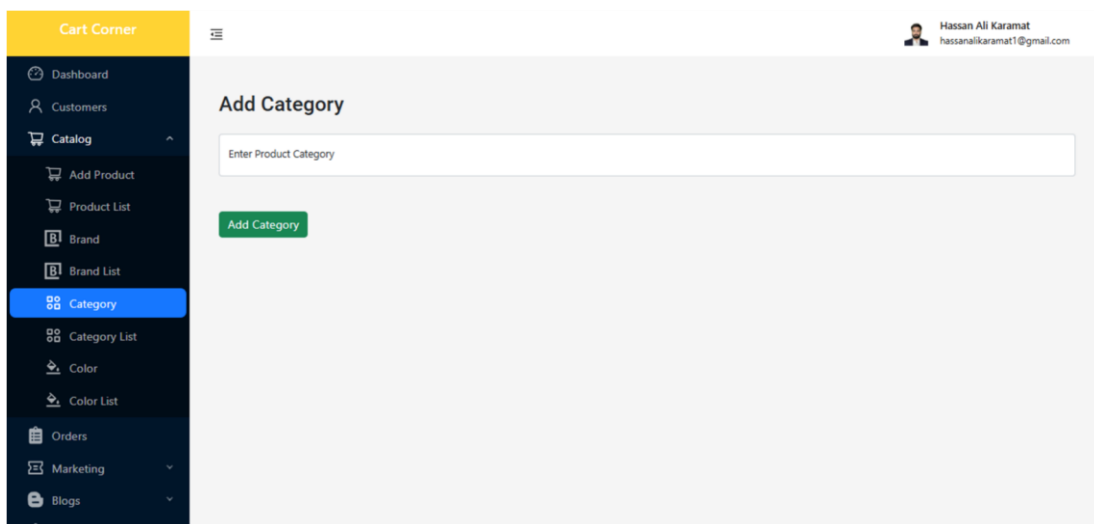 Cart Corner
Hassan Ali Karamat
hassanalikaramat1@gmail.com
Dashboard
Customers
Catalog
Add Product
Product List
Brand
Brand List
Category
Category List
Color
Color List
Orders
Marketing
Blogs
Add Category
Enter Product Category
Add Category